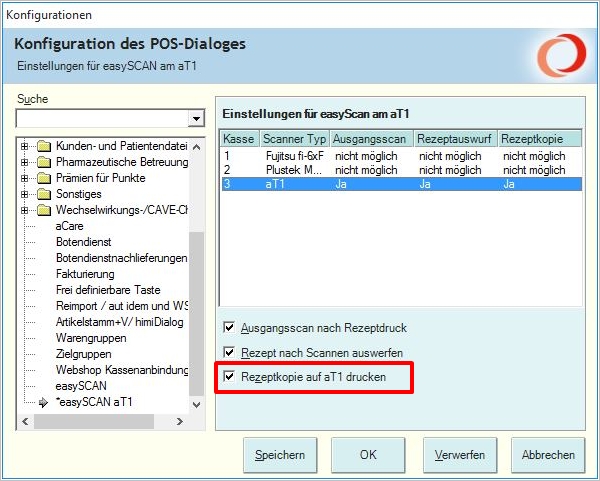 Konfigurationen
Konfiguration des POS-Dialoges
Einstellungen für easySCAN am aT1
Suche
Kunden- und Patientendatei
Pharmazeutische Betreuung
Prämien für Punkte
Sonstiges
Wechselwirkungs-/CAVE-Ch
aCare
Botendienst
Botendienstnachlieferungen
Fakturierung
Frei definierbare Taste
Reimport / aut idem und WS
Artikelstamm+V/ himiDialog
Warengruppen
Zielgruppen
Webshop Kassenanbindung
easySCAN
*easySCAN aT1
Einstellungen für easyScan am aT1
Kasse Scanner Typ Ausgangsscan Rezeptauswurf Rezeptkopie
1 Fujitsu fi-6xF nicht möglich nicht möglich nicht möglich
2 Plustek M... nicht möglich nicht möglich nicht möglich
3 aT1 Ja Ja Ja
Ausgangsscan nach Rezeptdruck
Rezept nach Scannen auswerfen
Rezeptkopie auf aT1 drucken
Speichern OK Verwerfen Abbrechen